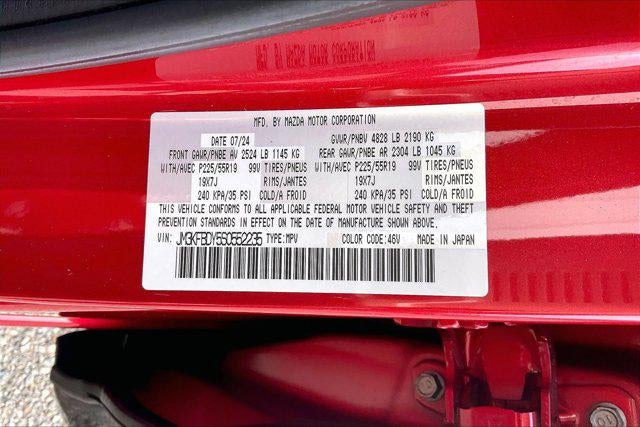 MFD. BY MAZDA MOTOR CORPORATION
DATE 07/24 GVWR/PNBV 4828 LB 2190 KG
FRONT GAWR/PNBE AV 2524 LB 1145 KG REAR GAWR/PNBE AR 2304 LB 1045 KG
WITH/AVEC P225/55R19 99V TIRES/PNEUS WITH/AVEC P225/55R19 99V TIRES/PNEUS
19X7J RIMS/JANTES 19X7J RIMS/JANTES
240 KPA/35 PSI COLD/A FROID 240 KPA/35 PSI COLD/A FROID
THIS VEHICLE CONFORMS TO ALL APPLICABLE FEDERAL MOTOR VEHICLE SAFETY AND THEFT
PREVENTION STANDARDS IN EFFECT ON THE DATE OF MANUFACTURE SHOWN ABOVE.
VIN: JM3KFBDY5S0552235 TYPE:MPV COLOR CODE:46V MADE IN JAPAN